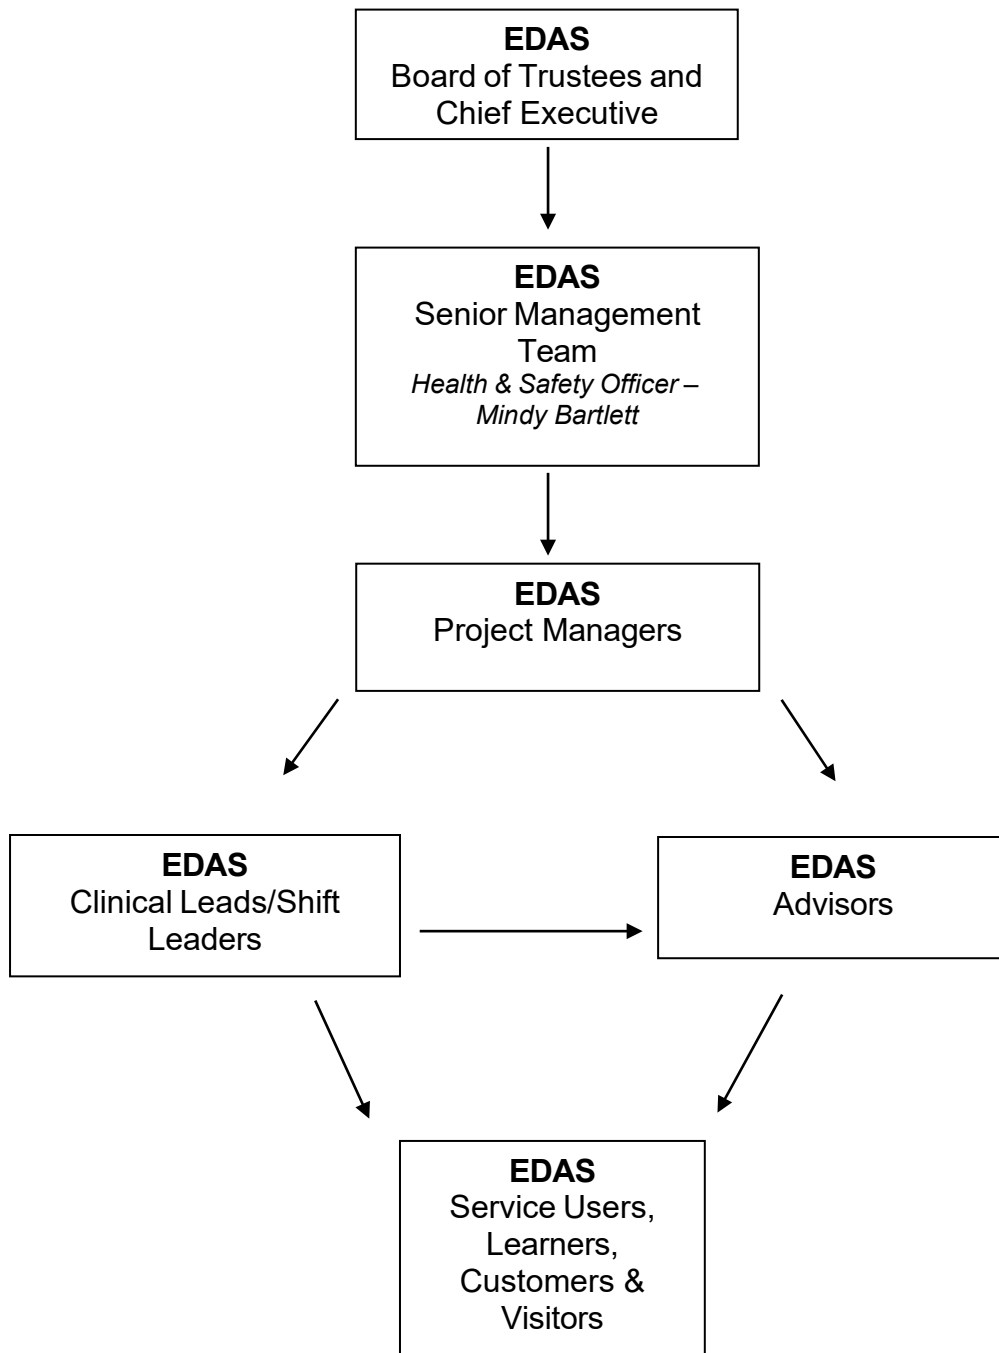 EDAS
Board of Trustees and
Chief Executive
EDAS
Senior Management
Team
Health & Safety Officer –
Mindy Bartlett
EDAS
Project Managers
EDAS
Clinical Leads/Shift
Leaders
EDAS
Advisors
EDAS
Service Users,
Learners,
Customers &
Visitors